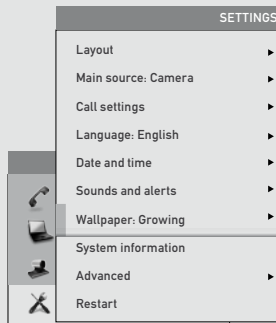 SETTINGS
Layout
Main source: Camera
Call settings
Language: English
Date and time
Sounds and alerts
Wallpaper: Growing
System information
Advanced
Restart